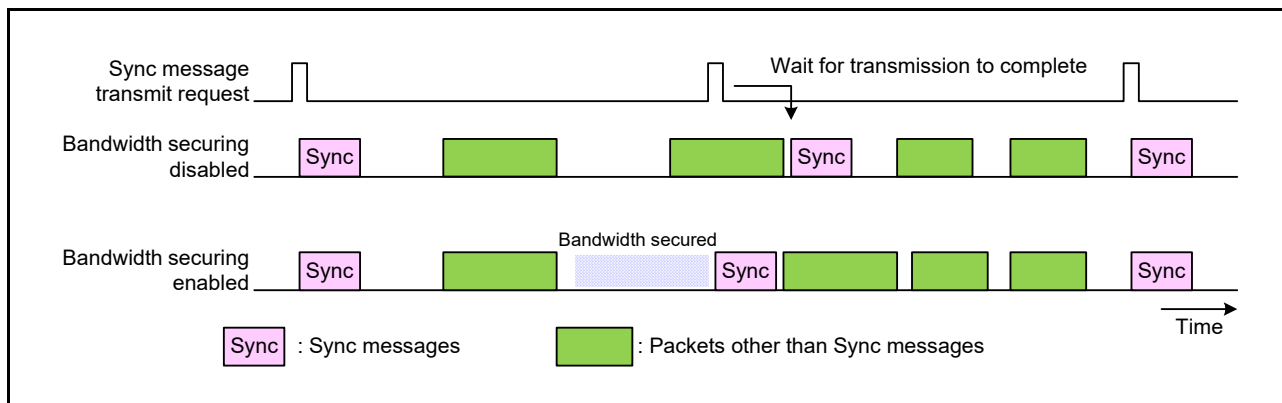 Sync message
transmit request
Wait for transmission to complete
Bandwidth securing
disabled
Sync
Sync
Sync
Bandwidth securing
enabled
Bandwidth secured
Sync
Sync
Sync
Time
Sync : Sync messages
: Packets other than Sync messages